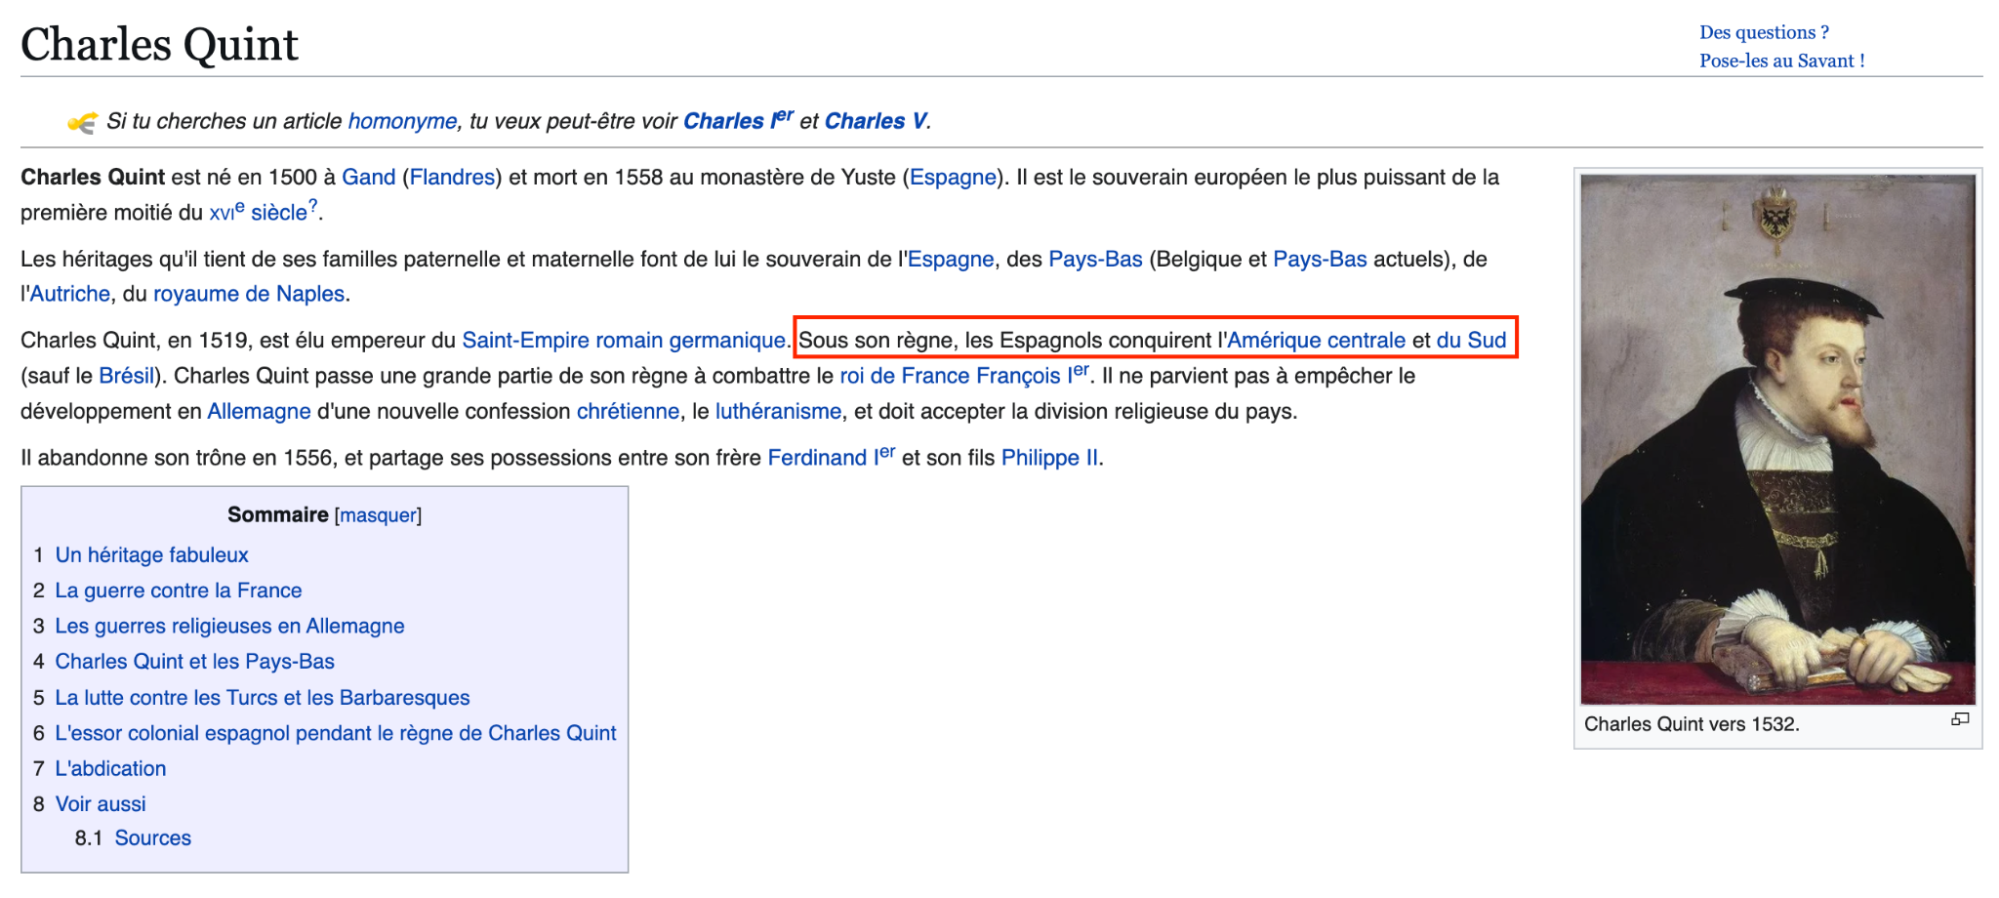 Charles Quint
Des questions ?
Pose-les au Savant !
Si tu cherches un article homonyme, tu veux peut-être voir Charles Ier et Charles V.
Charles Quint est né en 1500 à Gand (Flandres) et mort en 1558 au monastère de Yuste (Espagne). Il est le souverain européen le plus puissant de la
première moitié du XVIe siècle?.
Les héritages qu'il tient de ses familles paternelle et maternelle font de lui le souverain de l'Espagne, des Pays-Bas (Belgique et Pays-Bas actuels), de
l'Autriche, du royaume de Naples.
Charles Quint, en 1519, est élu empereur du Saint-Empire romain germanique. Sous son règne, les Espagnols conquirent l'Amérique centrale et du Sud
(sauf le Brésil). Charles Quint passe une grande partie de son règne à combattre le roi de France François Ier. Il ne parvient pas à empêcher le
développement en Allemagne d'une nouvelle confession chrétienne, le luthéranisme, et doit accepter la division religieuse du pays.
Il abandonne son trône en 1556, et partage ses possessions entre son frère Ferdinand Ier et son fils Philippe II.
Sommaire [masquer]
1 Un héritage fabuleux
2 La guerre contre la France
3 Les guerres religieuses en Allemagne
4 Charles Quint et les Pays-Bas
5 La lutte contre les Turcs et les Barbaresques
6 L'essor colonial espagnol pendant le règne de Charles Quint
7 L'abdication
8 Voir aussi
8.1 Sources
Charles Quint vers 1532.